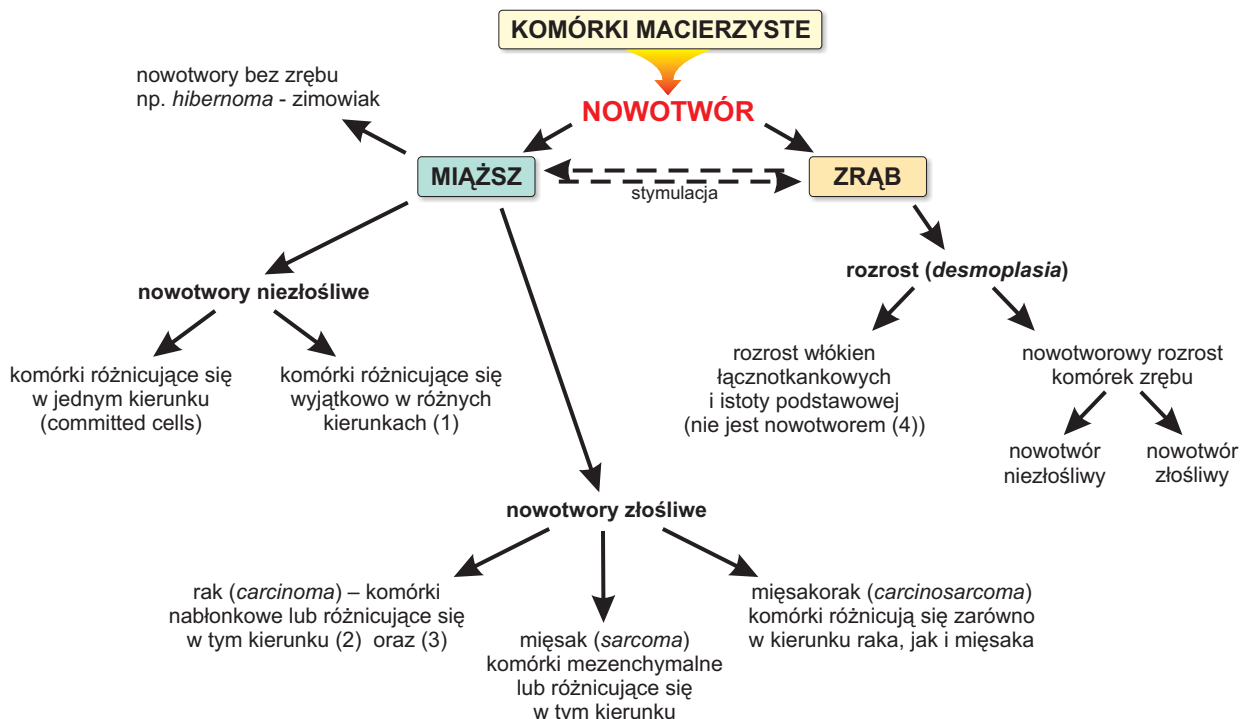 KOMÓRKI MACIERZYSTE
nowotwory bez zrębu
np. hibernoma - zimowiak
NOWOTWÓR
MIĄŻSZ
stymulacja
ZRĄB
rozrost (desmoplasia)
nowotwory niezłośliwe
komórki różnicujące się
w jednym kierunku
(committed cells)
komórki różnicujące się
wyjątkowo w różnych
kierunkach (1)
rozrost włókien
łącznotkankowych
i istoty podstawowej
(nie jest nowotworem (4))
nowotworowy rozrost
komórek zrębu
nowotwór
niezłośliwy
nowotwór
złośliwy
nowotwory złośliwe
rak (carcinoma) – komórki
nabłonkowe lub różnicujące się
w tym kierunku (2) oraz (3)
mięsak (sarcoma)
komórki mezenchymalne
lub różnicujące się
w tym kierunku
mięsakorak (carcinosarcoma)
komórki różnicują się zarówno
w kierunku raka, jak i mięsaka